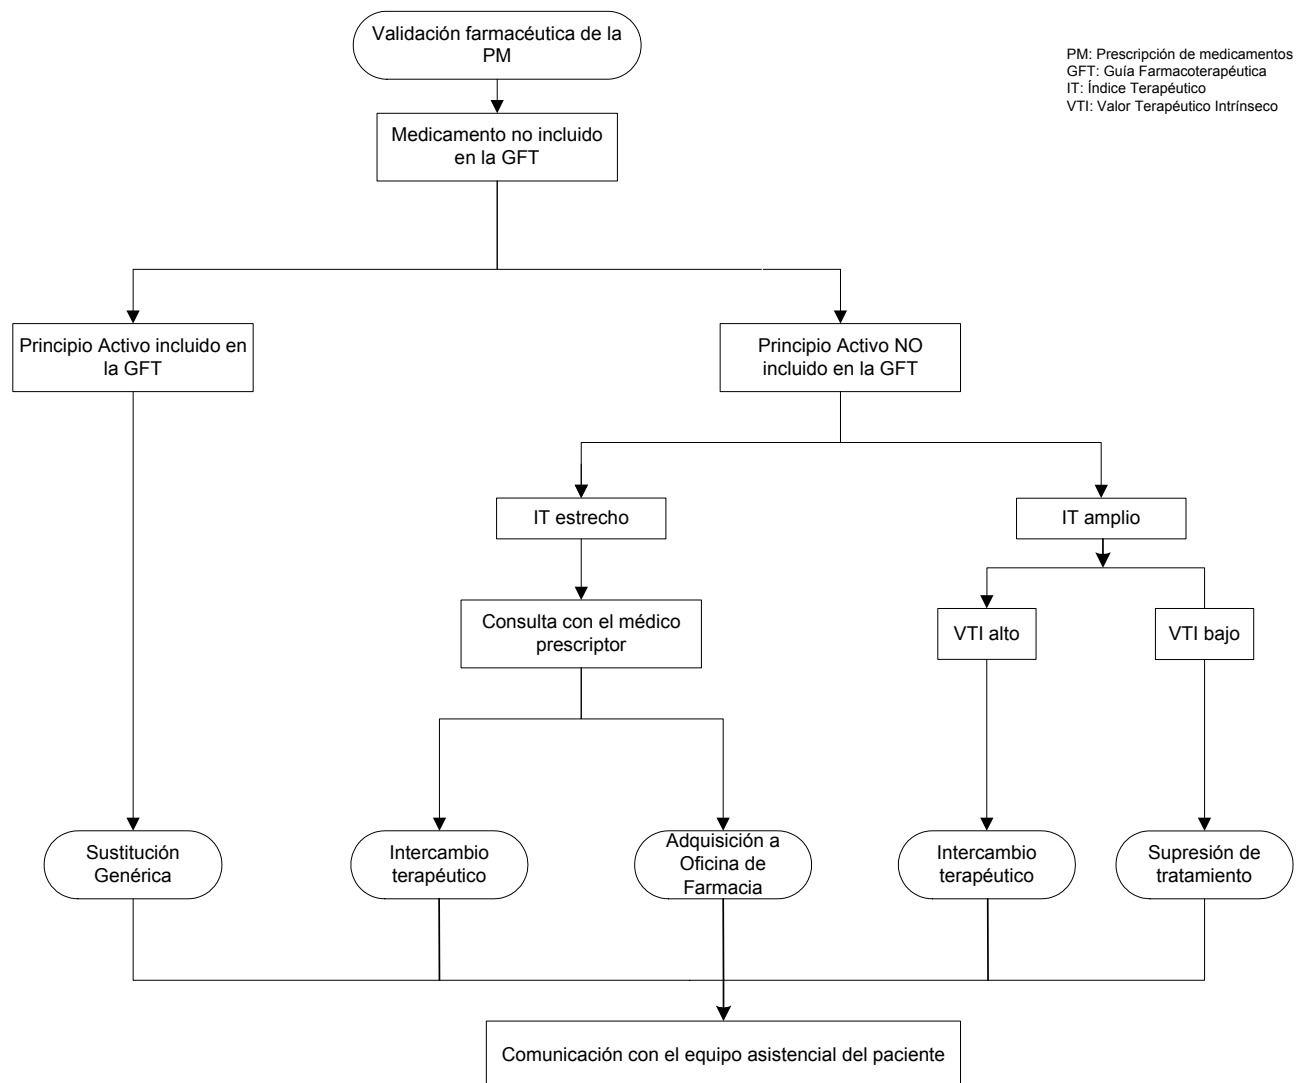 Validación farmacéutica de la
PM
PM: Prescripción de medicamentos
GFT: Guía Farmacoterapéutica
IT: Índice Terapéutico
VTI: Valor Terapéutico Intrínseco
Medicamento no incluido
en la GFT
Principio Activo incluido en
la GFT
Principio Activo NO
incluido en la GFT
IT estrecho
IT amplio
Consulta con el médico
prescriptor
VTI alto
VTI bajo
Sustitución
Genérica
Intercambio
terapéutico
Adquisición a
Oficina de
Farmacia
Intercambio
terapéutico
Supresión de
tratamiento
Comunicación con el equipo asistencial del paciente